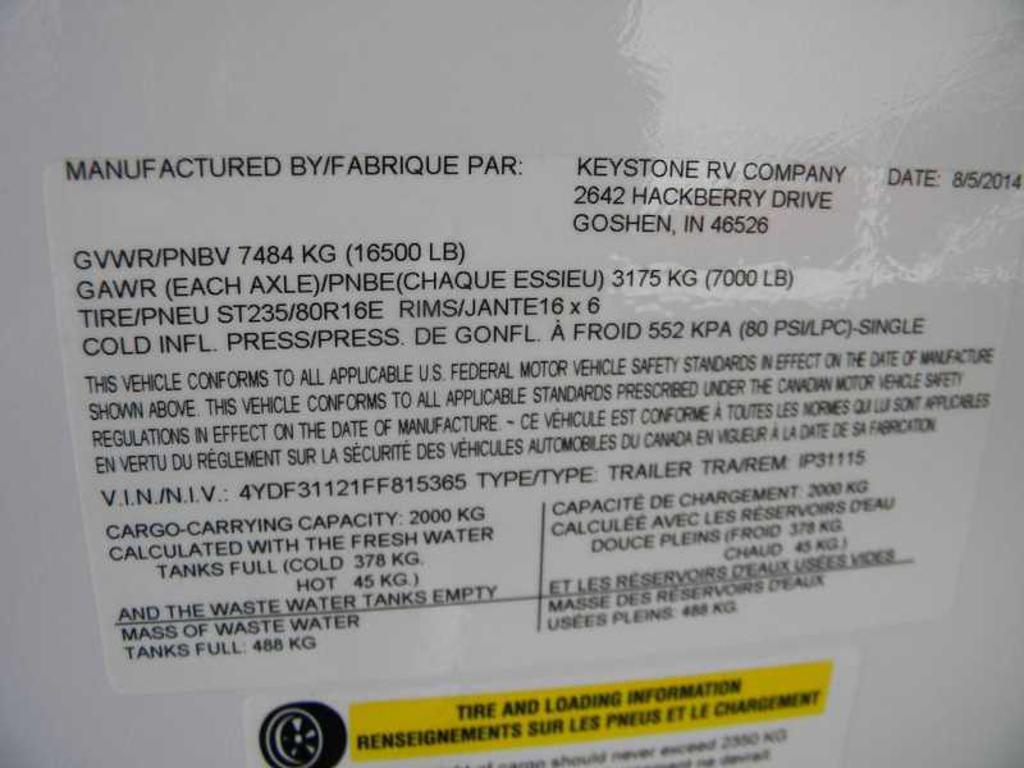 MANUFACTURED BY/FABRIQUE PAR: KEYSTONE RV COMPANY DATE: 8/5/2014
2642 HACKBERRY DRIVE
GOSHEN, IN 46526
GVWR/PNBV 7484 KG (16500 LB)
GAWR (EACH AXLE)/PNBE(CHAQUE ESSIEU) 3175 KG (7000 LB)
TIRE/PNEU ST235/80R16E RIMS/JANTE16 x 6
COLD INFL. PRESS/PRESS. DE GONFL. À FROID 552 KPA (80 PSI/LPC)-SINGLE
THIS VEHICLE CONFORMS TO ALL APPLICABLE U.S. FEDERAL MOTOR VEHICLE SAFETY STANDARDS IN EFFECT ON THE DATE OF MANUFACTURE
SHOWN ABOVE. THIS VEHICLE CONFORMS TO ALL APPLICABLE STANDARDS PRESCRIBED UNDER THE CANADIAN MOTOR VEHICLE SAFETY
REGULATIONS IN EFFECT ON THE DATE OF MANUFACTURE. ~ CE VÉHICULE EST CONFORME À TOUTES LES NORMES QUI LUI SONT APPLICABLES
EN VERTU DU RÉGLEMENT SUR LA SÉCURITÉ DES VÉHICULES AUTOMOBILES DU CANADA EN VIGUEUR À LA DATE DE SA FABRICATION
V.I.N./N.I.V.: 4YDF31121FF815365 TYPE/TYPE: TRAILER TRA/REM: IP31115
CARGO-CARRYING CAPACITY: 2000 KG
CALCULATED WITH THE FRESH WATER
TANKS FULL (COLD 378 KG.
HOT 45 KG.)
AND THE WASTE WATER TANKS EMPTY
MASS OF WASTE WATER
TANKS FULL: 488 KG
CAPACITÉ DE CHARGEMENT: 2000 KG
CALCULÉE AVEC LES RÉSERVOIRS D'EAU
DOUCE PLEINS (FROID 378 KG.
CHAUD 45 KG.)
ET LES RÉSERVOIRS D'EAUX USÉES VIDES
MASSE DES RÉSERVOIRS D'EAUX
USÉES PLEINS: 488 KG
TIRE AND LOADING INFORMATION
RENSEIGNEMENTS SUR LES PNEUS ET LE CHARGEMENT
of cargo should never exceed 2350 KG
ne devrait